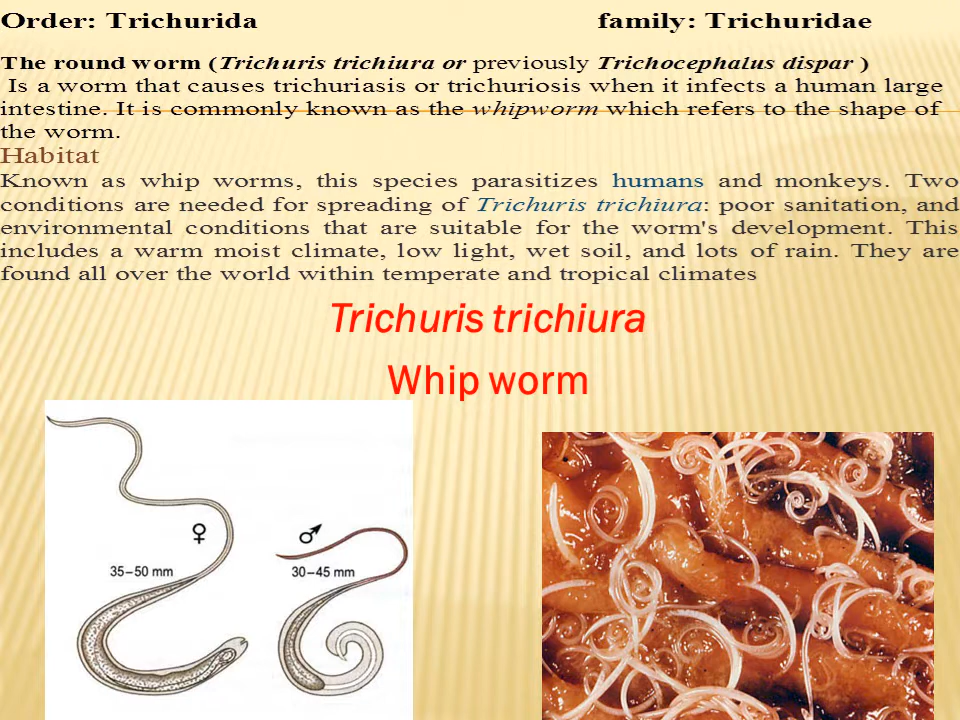 Order: Trichurida family: Trichuridae
The round worm (Trichuris trichiura or previously Trichocephalus dispar )
Is a worm that causes trichuriasis or trichuriosis when it infects a human large
intestine. It is commonly known as the whipworm which refers to the shape of
the worm.
Habitat
Known as whip worms, this species parasitizes humans and monkeys. Two
conditions are needed for spreading of Trichuris trichiura: poor sanitation, and
environmental conditions that are suitable for the worm's development. This
includes a warm moist climate, low light, wet soil, and lots of rain. They are
found all over the world within temperate and tropical climates
Trichuris trichiura
Whip worm
♀ ♂
35–50 mm 30–45 mm